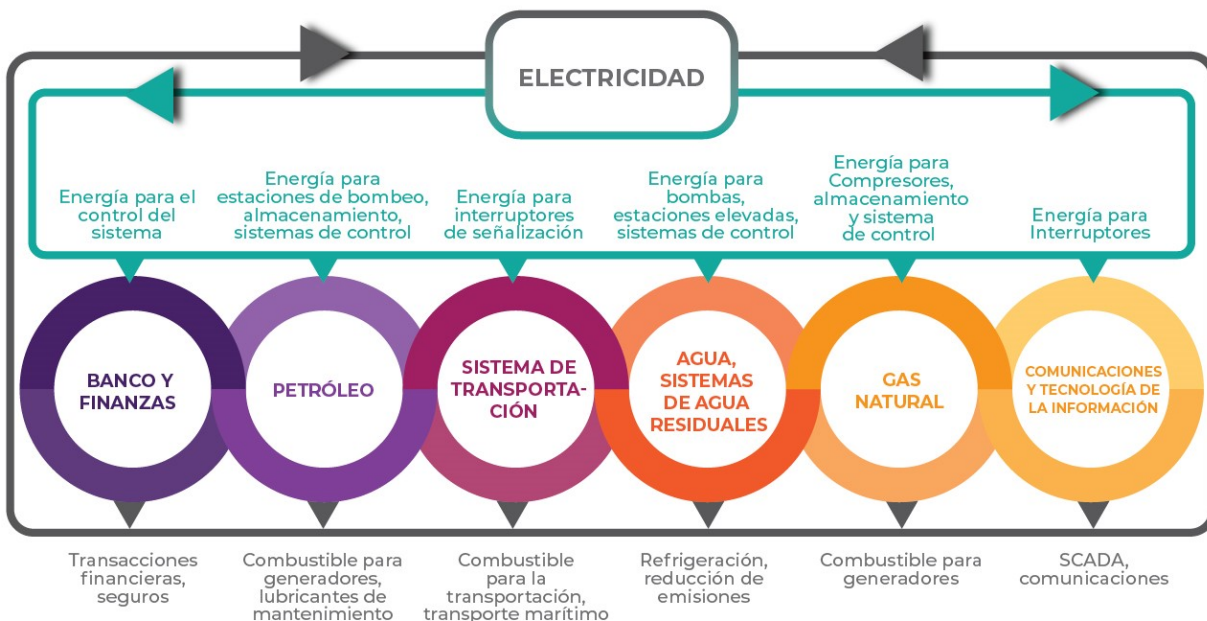 ELECTRICIDAD
Energía para el
control del
sistema
Energía para
estaciones de bombeo,
almacenamiento,
sistemas de control
Energía para
interruptores
de señalización
Energía para
bombas,
estaciones elevadas,
sistemas de control
Energía para
Compresores,
almacenamiento
y sistema
de control
Energía para
Interruptores
BANCO Y
FINANZAS
PETRÓLEO
SISTEMA DE
TRANSPORTA-
CIÓN
AGUA,
SISTEMAS
DE AGUA
RESIDUALES
GAS
NATURAL
COMUNICACIONES
Y TECNOLOGÍA DE
LA INFORMACIÓN
Transacciones
financieras,
seguros
Combustible para
generadores,
lubricantes de
mantenimiento
Combustible
para la
transportación,
transporte marítimo
Refrigeración,
reducción de
emisiones
Combustible para
generadores
SCADA,
comunicaciones